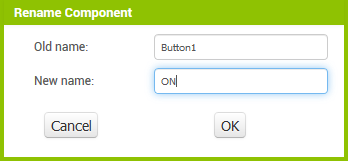 Rename Component
Old name: Button1
New name: ON
Cancel OK